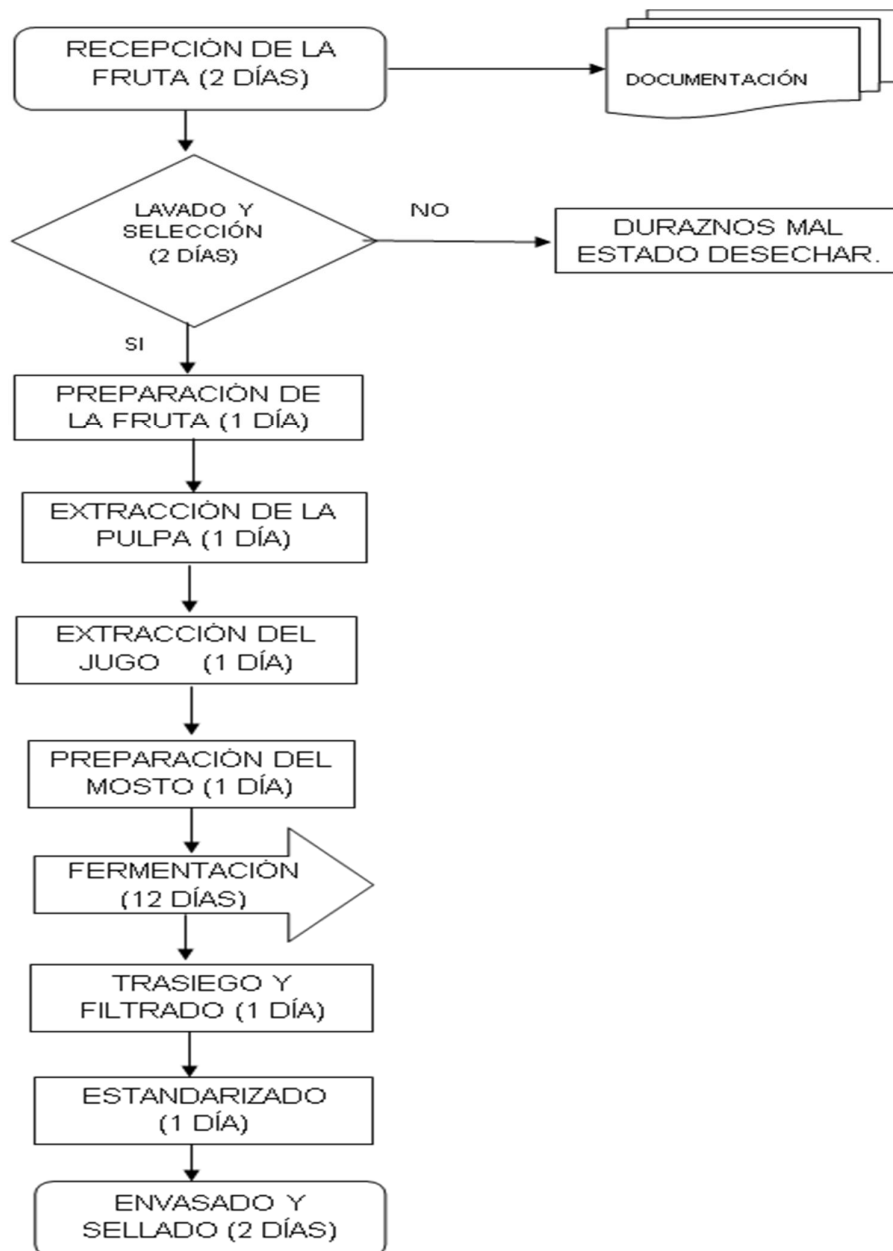 RECEPCIÓN DE LA
FRUTA (2 DÍAS)
DOCUMENTACIÓN
LAVADO Y
SELECCIÓN
(2 DÍAS)
NO
DURAZNOS MAL
ESTADO DESECHAR.
SI
PREPARACIÓN DE
LA FRUTA (1 DÍA)
EXTRACCIÓN DE LA
PULPA (1 DÍA)
EXTRACCIÓN DEL
JUGO (1 DÍA)
PREPARACIÓN DEL
MOSTO (1 DÍA)
FERMENTACIÓN
(12 DÍAS)
TRASIEGO Y
FILTRADO (1 DÍA)
ESTANDARIZADO
(1 DÍA)
ENVASADO Y
SELLADO (2 DÍAS)